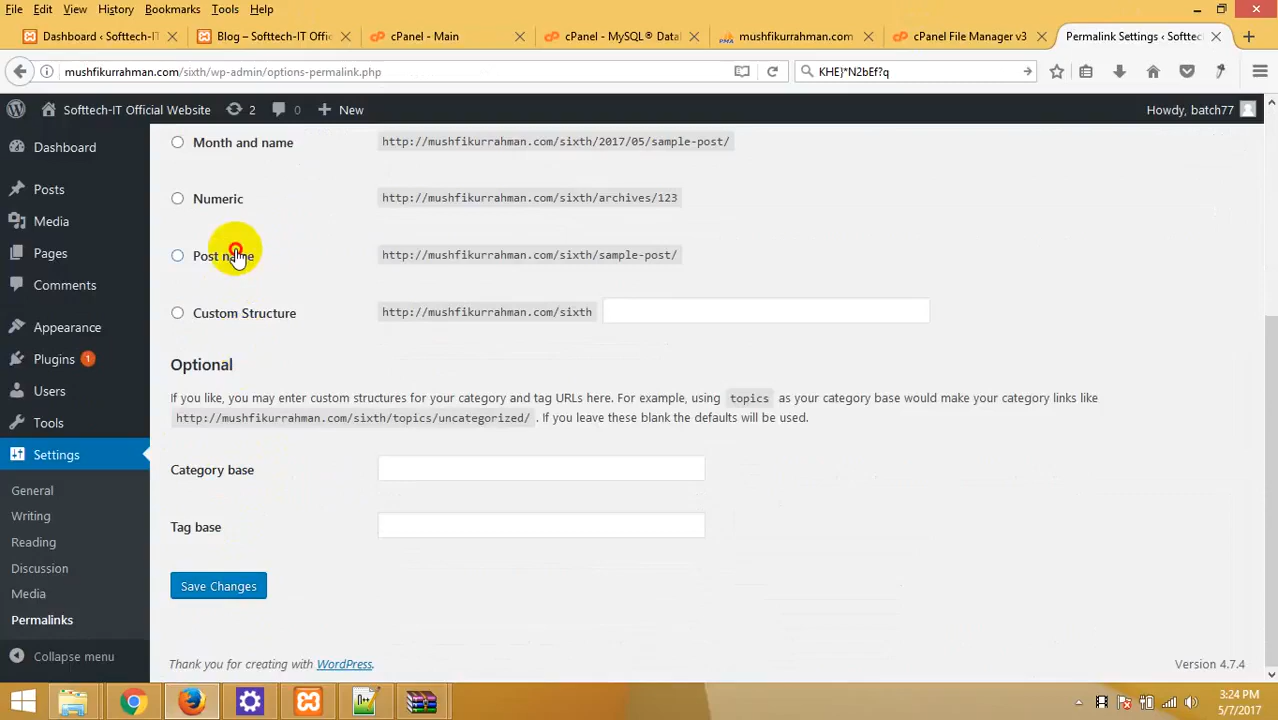 File Edit View History Bookmarks Tools Help
Dashboard ‹ Softtech-IT
Blog – Softtech-IT Offic
cPanel - Main
cPanel - MySQL® Datal
mushfikurrahman.com
cPanel File Manager v3
Permalink Settings ‹ Softtec
mushfikurrahman.com/sixth/wp-admin/options-permalink.php
KHE}*N2bEf?q
Softtech-IT Official Website 2 0 New
Howdy, batch77
Dashboard
Posts
Media
Pages
Comments
Appearance
Plugins 1
Users
Tools
Settings
General
Writing
Reading
Discussion
Media
Permalinks
Collapse menu
Month and name http://mushfikurrahman.com/sixth/2017/05/sample-post/
Numeric http://mushfikurrahman.com/sixth/archives/123
Post name http://mushfikurrahman.com/sixth/sample-post/
Custom Structure http://mushfikurrahman.com/sixth
Optional
If you like, you may enter custom structures for your category and tag URLs here. For example, using topics as your category base would make your category links like
http://mushfikurrahman.com/sixth/topics/uncategorized/ . If you leave these blank the defaults will be used.
Category base
Tag base
Save Changes
Thank you for creating with WordPress.
Version 4.7.4
3:24 PM
5/7/2017